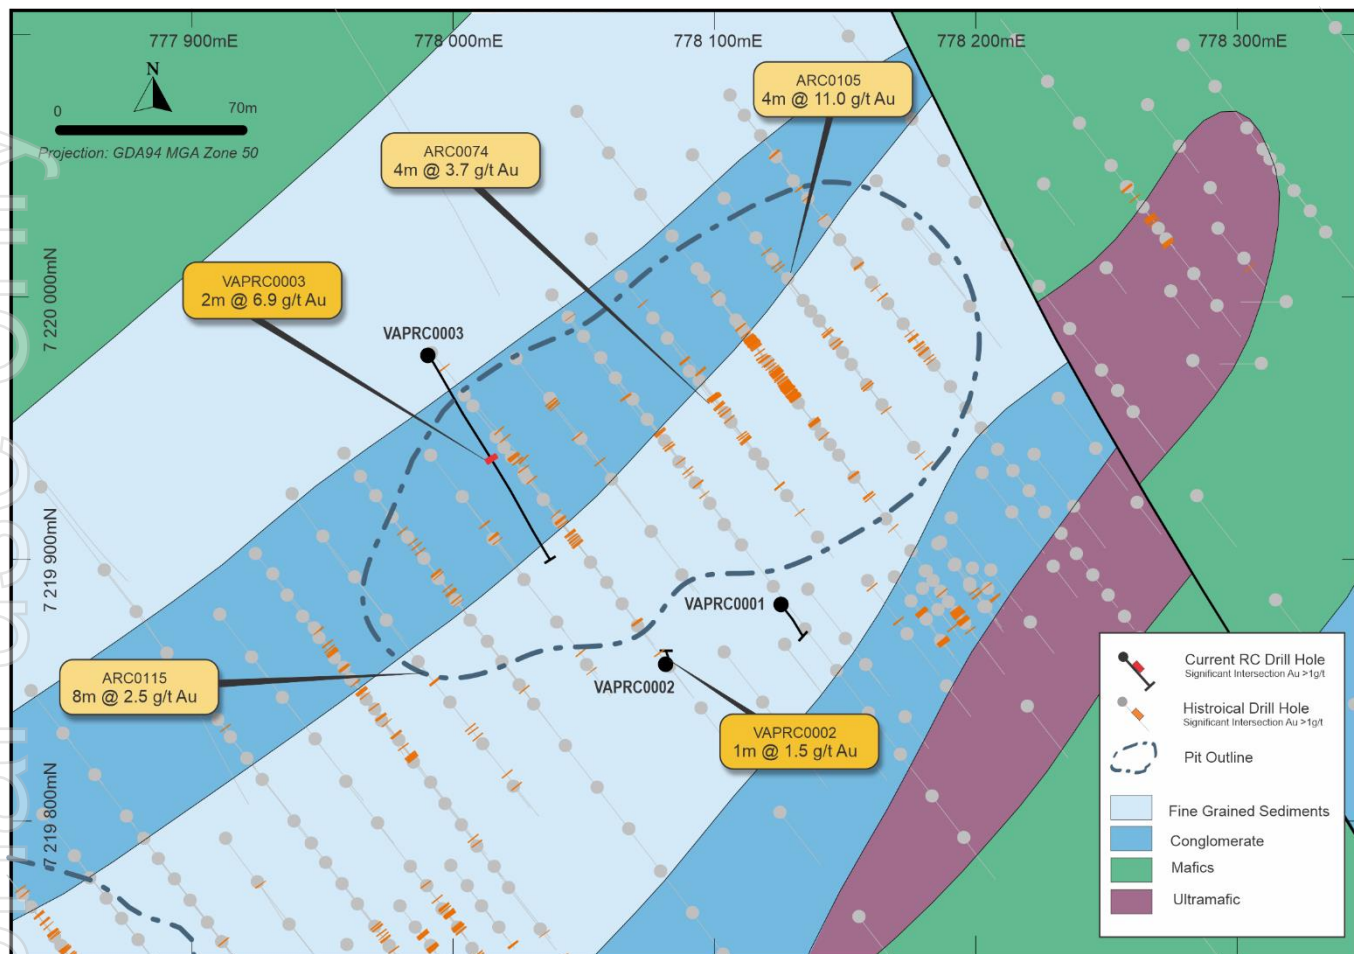 777 900mE
778 000mE
778 100mE
778 200mE
778 300mE
N
0
70m
Projection: GDA94 MGA Zone 50
ARC0105
4m @ 11.0 g/t Au
ARC0074
4m @ 3.7 g/t Au
VAPRC0003
2m @ 6.9 g/t Au
7 220 000mN
VAPRC0003
7 219 900mN
VAPRC0001
VAPRC0002
ARC0115
8m @ 2.5 g/t Au
VAPRC0002
1m @ 1.5 g/t Au
7 219 800mN
Current RC Drill Hole
Significant Intersection Au >1g/t
Histroical Drill Hole
Significant Intersection Au >1g/t
Pit Outline
Fine Grained Sediments
Conglomerate
Mafics
Ultramafic